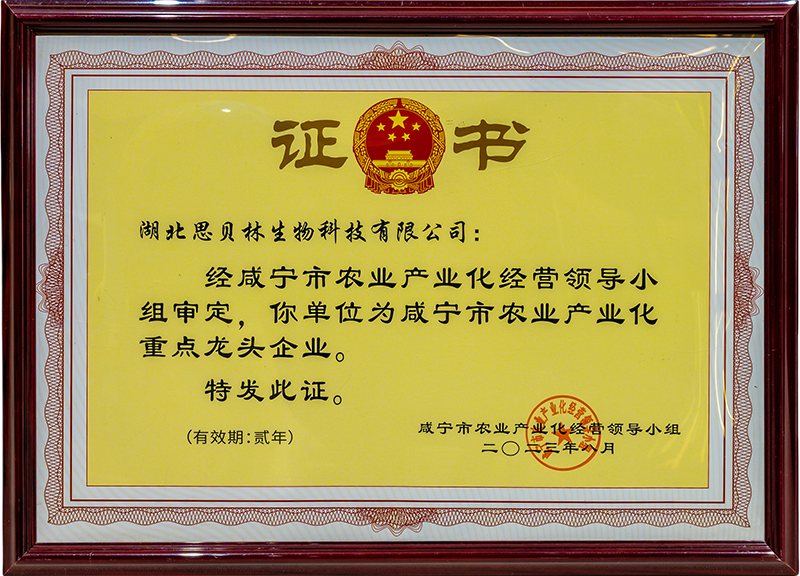 证书
湖北思贝林生物科技有限公司：
经咸宁市农业产业化经营领导小
组审定，你单位为咸宁市农业产业化
重点龙头企业。
特发此证。
（有效期：贰年）
咸宁市农业产业化经营领导小组
二〇二三年八月